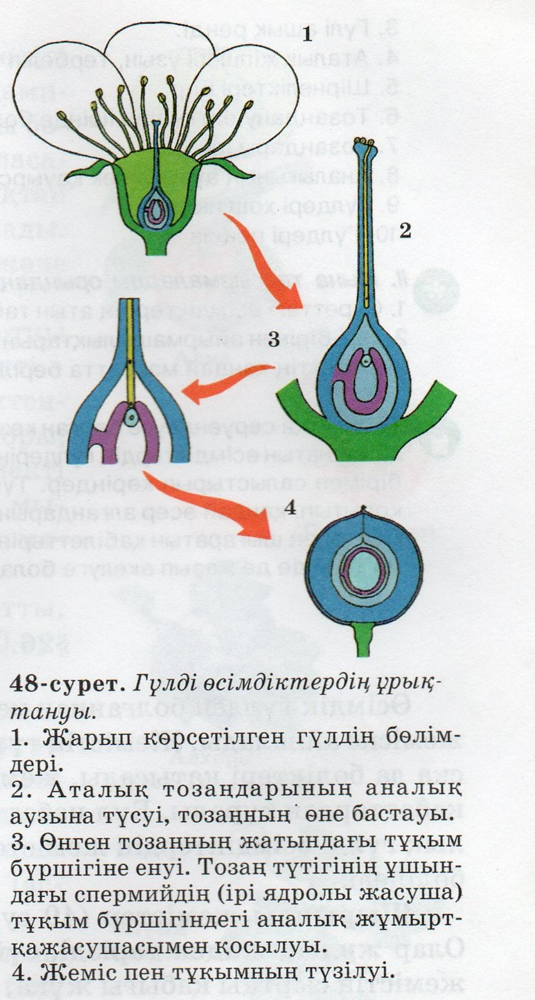 1
2
3
4
48-сурет. Гүлді өсімдіктердің ұрық-
тануы.
1. Жарып көрсетілген гүлдің бөлім-
дері.
2. Аталық тозаңдарының аналық
аузына түсуі, тозаңның өне бастауы.
3. Өнген тозаңның жатындағы тұқым
бүршігіне енуі. Тозаң түтігінің ұшын-
дағы спермийдің (ірі ядролы жасуша)
тұқым бүршігіндегі аналық жұмырт-
қажасушасымен қосылуы.
4. Жеміс пен тұқымның түзілуі.